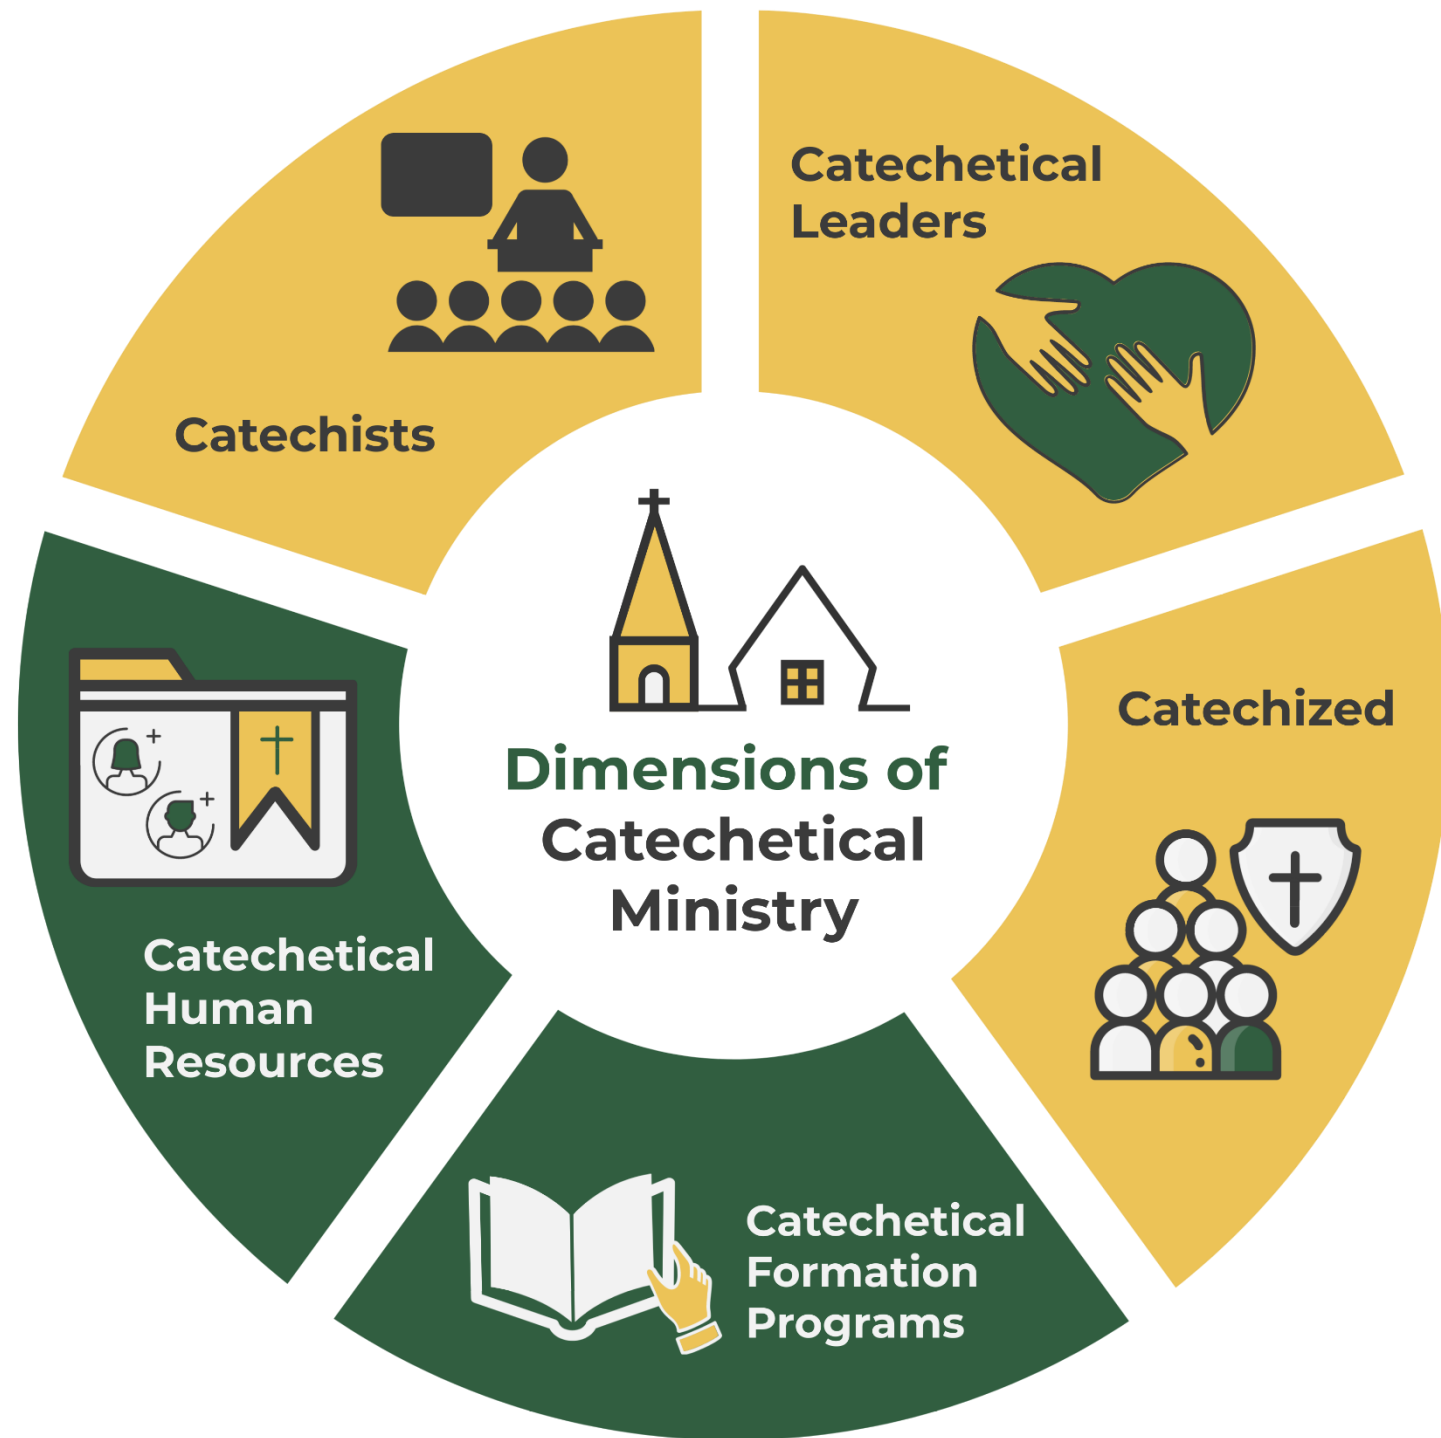 Catechetical
Leaders
Catechists
Catechized
Dimensions of
Catechetical
Ministry
Catechetical
Human
Resources
Catechetical
Formation
Programs